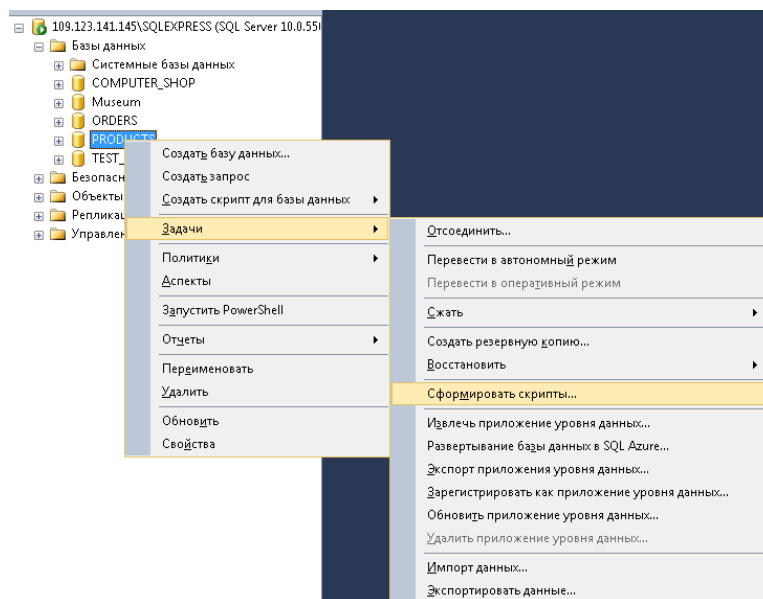 109.123.141.145\SQLEXPRESS (SQL Server 10.0.55
Базы данных
Системные базы данных
COMPUTER_SHOP
Museum
ORDERS
PRODUCTS
TEST_
Безопасн
Объекты
Репликац
Управлен
Создать базу данных...
Создать запрос
Создать скрипт для базы данных
Задачи
Политики
Аспекты
Запустить PowerShell
Отчеты
Переименовать
Удалить
Обновить
Свойства
Отсоединить...
Перевести в автономный режим
Перевести в оперативный режим
Сжать
Создать резервную копию...
Восстановить
Сформировать скрипты...
Извлечь приложение уровня данных...
Развертывание базы данных в SQL Azure...
Экспорт приложения уровня данных...
Зарегистрировать как приложение уровня данных...
Обновить приложение уровня данных...
Удалить приложение уровня данных...
Импорт данных...
Экспортировать данные...